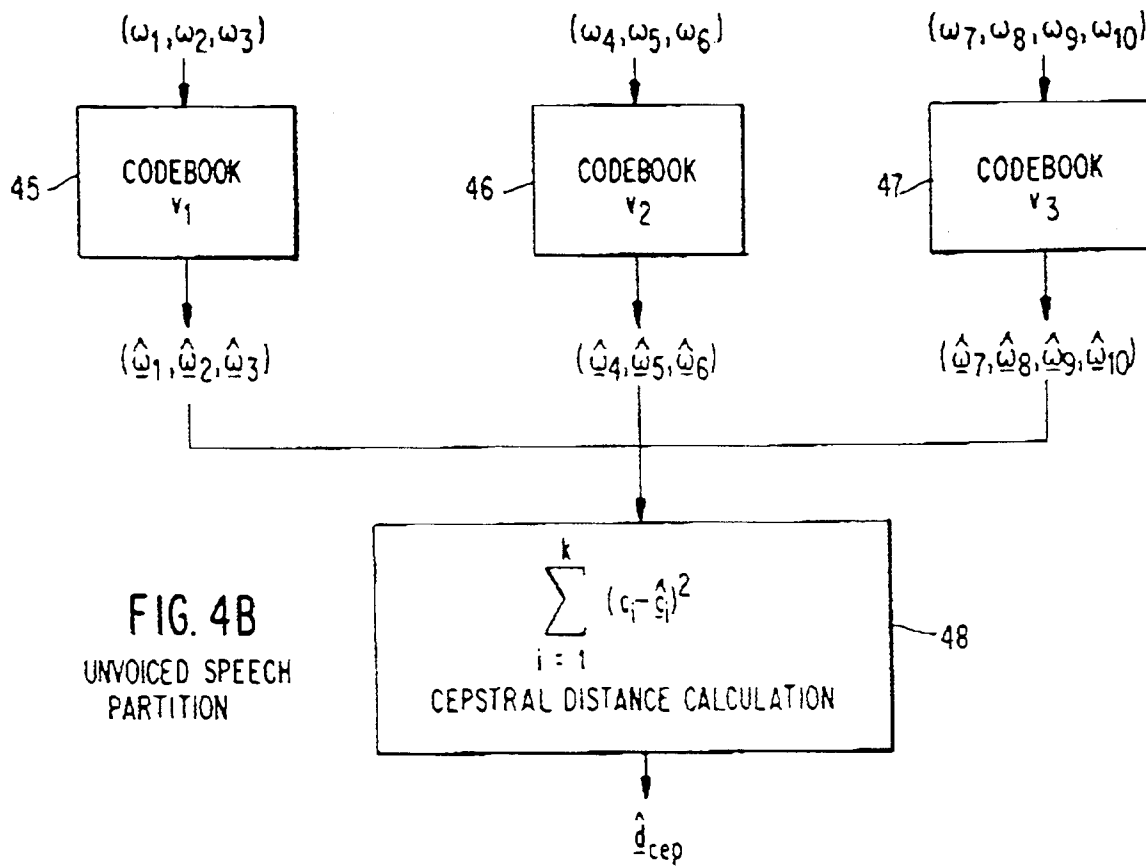 (ω₁, ω₂, ω₃) (ω₄, ω₅, ω₆) (ω₇, ω₈, ω₉, ω₁₀)
45 CODEBOOK v₁
46 CODEBOOK v₂
47 CODEBOOK v₃
(ω̲̂₁, ω̲̂₂, ω̲̂₃) (ω̲̂₄, ω̲̂₅, ω̲̂₆) (ω̲̂₇, ω̲̂₈, ω̲̂₉, ω̲̂₁₀)
k
∑ (cᵢ-ĉ̲ᵢ)²
i = 1
CEPSTRAL DISTANCE CALCULATION
48
FIG. 4B
UNVOICED SPEECH
PARTITION
d̲̂cep